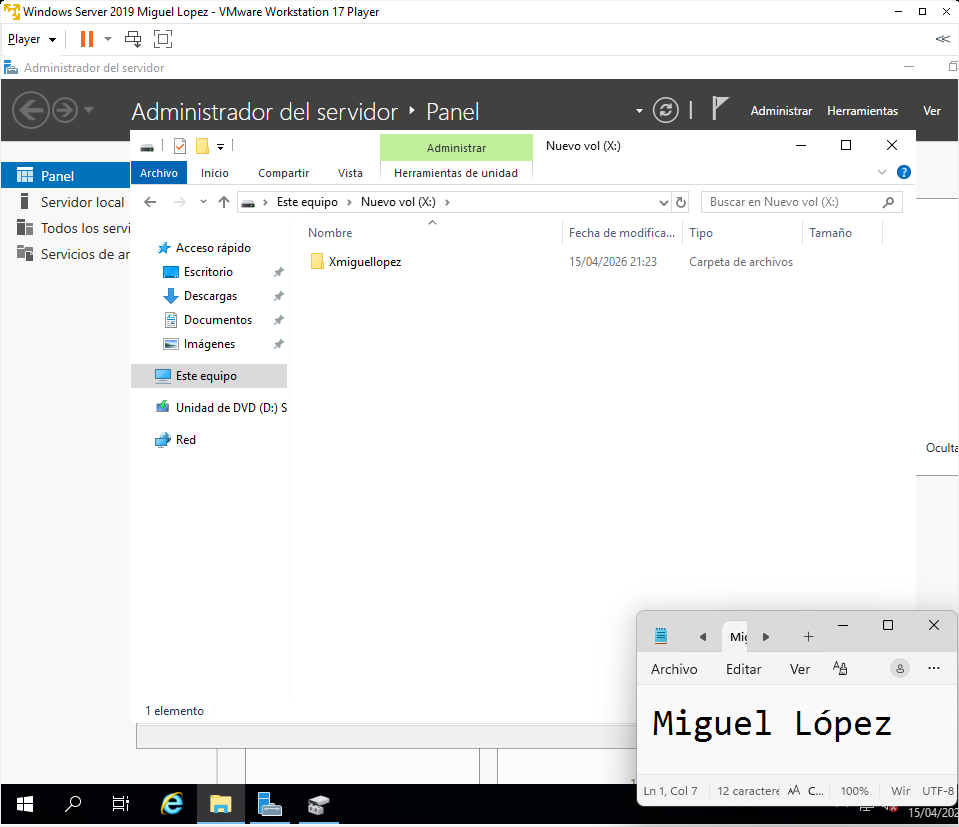 Windows Server 2019 Miguel Lopez - VMware Workstation 17 Player
Player
Administrador del servidor
Administrador del servidor Panel
Administrar Herramientas Ver
Administrar Nuevo vol (X:)
Archivo Inicio Compartir Vista Herramientas de unidad
Panel
Servidor local
Todos los servi
Servicios de ar
Este equipo Nuevo vol (X:)
Buscar en Nuevo vol (X:)
Nombre Fecha de modifica... Tipo Tamaño
Xmiguellopez 15/04/2026 21:23 Carpeta de archivos
Acceso rápido
Escritorio
Descargas
Documentos
Imágenes
Este equipo
Unidad de DVD (D:) S
Red
Oculta
1 elemento
Mig
Archivo Editar Ver
Miguel López
Ln 1, Col 7 12 caractere C... 100% Win UTF-8
15/04/202